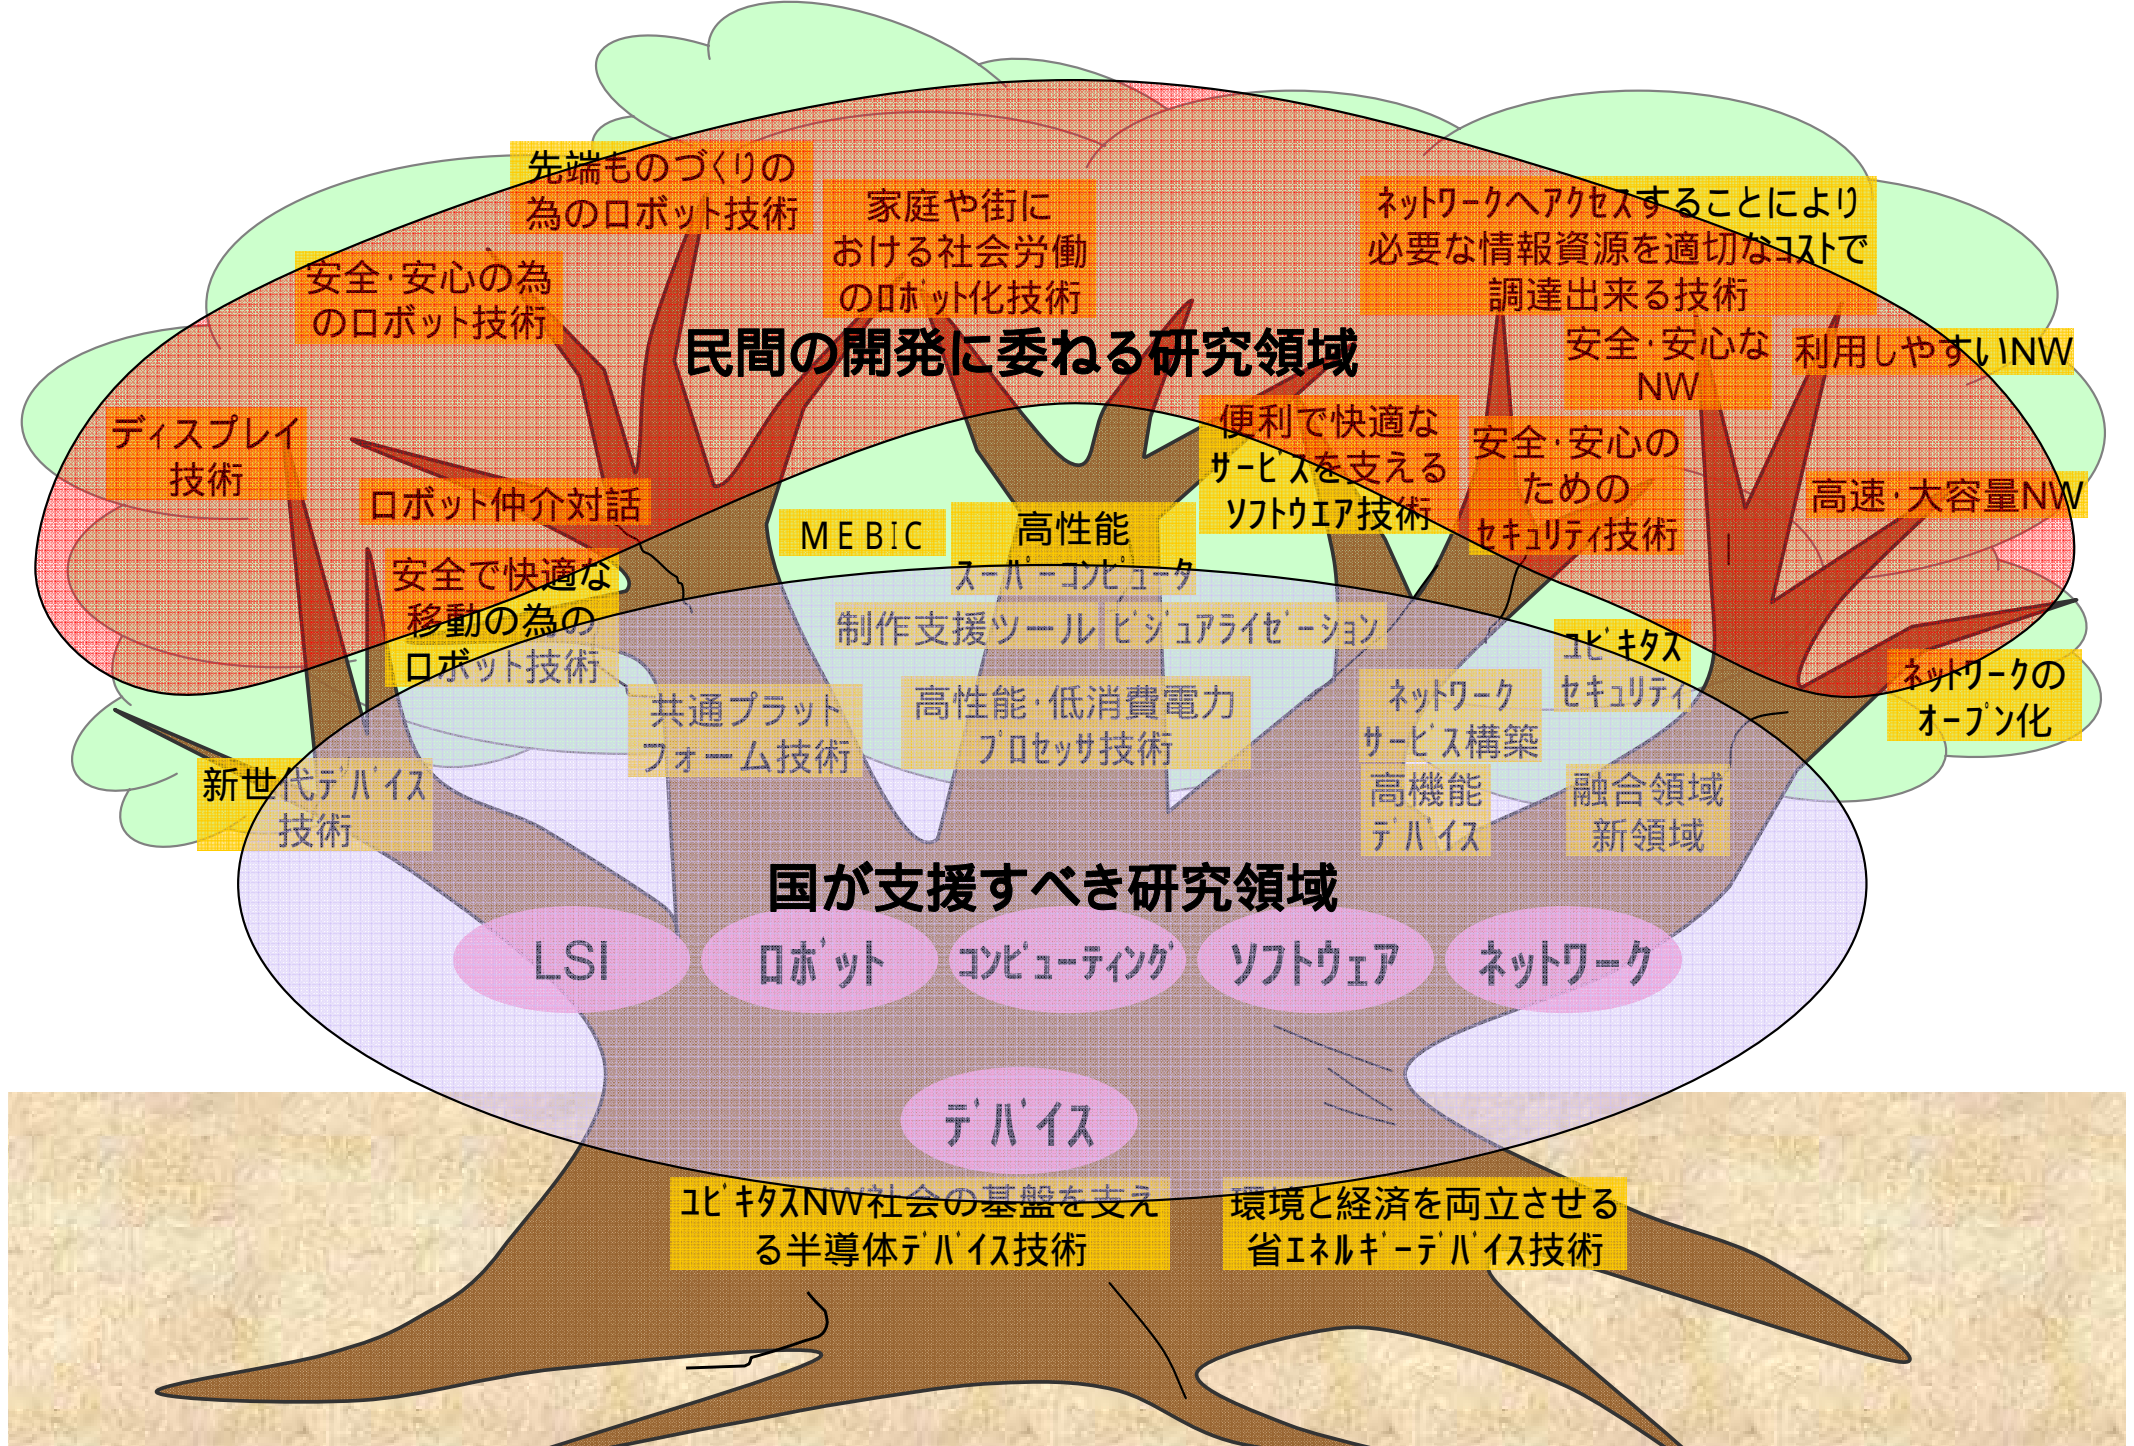 先端ものづくりの
為のロボット技術
家庭や街に
おける社会労働
のﾛﾎﾞｯﾄ化技術
ﾈｯﾄﾜｰｸへｱｸｾｽすることにより
必要な情報資源を適切なｺｽﾄで
調達出来る技術
安全・安心の為
のロボット技術
民間の開発に委ねる研究領域
安全・安心な
NW
利用しやすいNW
ディスプレイ
技術
便利で快適な
ｻｰﾋﾞｽを支える
ｿﾌﾄｳｴｱ技術
安全・安心の
ための
ｾｷｭﾘﾃｨ技術
高速・大容量NW
ロボット仲介対話
MEBIC
高性能
ｽｰﾊﾟｰｺﾝﾋﾟｭｰﾀ
安全で快適な
移動の為の
ロボット技術
制作支援ツール
ﾋﾞｼﾞｭｱﾗｲｾﾞｰｼｮﾝ
ﾕﾋﾞｷﾀｽ
ｾｷｭﾘﾃｨ
ﾈｯﾄﾜｰｸの
ｵｰﾌﾟﾝ化
共通プラット
フォーム技術
高性能・低消費電力
ﾌﾟﾛｾｯｻ技術
ﾈｯﾄﾜｰｸ
ｻｰﾋﾞｽ構築
新世代ﾃﾞﾊﾞｲｽ
技術
高機能
ﾃﾞﾊﾞｲｽ
融合領域
新領域
国が支援すべき研究領域
LSI
ﾛﾎﾞｯﾄ
ｺﾝﾋﾟｭｰﾃｨﾝｸﾞ
ｿﾌﾄｳｪｱ
ﾈｯﾄﾜｰｸ
ﾃﾞﾊﾞｲｽ
ﾕﾋﾞｷﾀｽNW社会の基盤を支え
る半導体ﾃﾞﾊﾞｲｽ技術
環境と経済を両立させる
省ｴﾈﾙｷﾞｰﾃﾞﾊﾞｲｽ技術